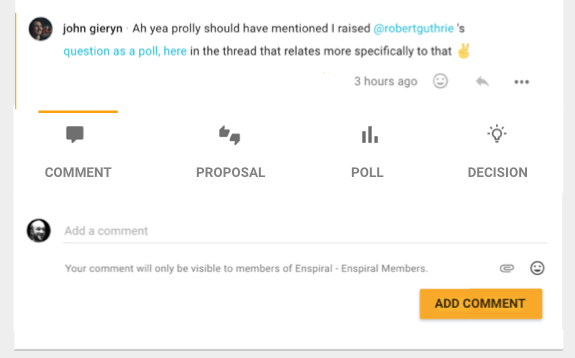 john gieryn · Ah yea prolly should have mentioned I raised @robertguthrie 's
question as a poll, here in the thread that relates more specifically to that ✌️
3 hours ago
COMMENT PROPOSAL POLL DECISION
Add a comment
Your comment will only be visible to members of Enspiral - Enspiral Members.
ADD COMMENT